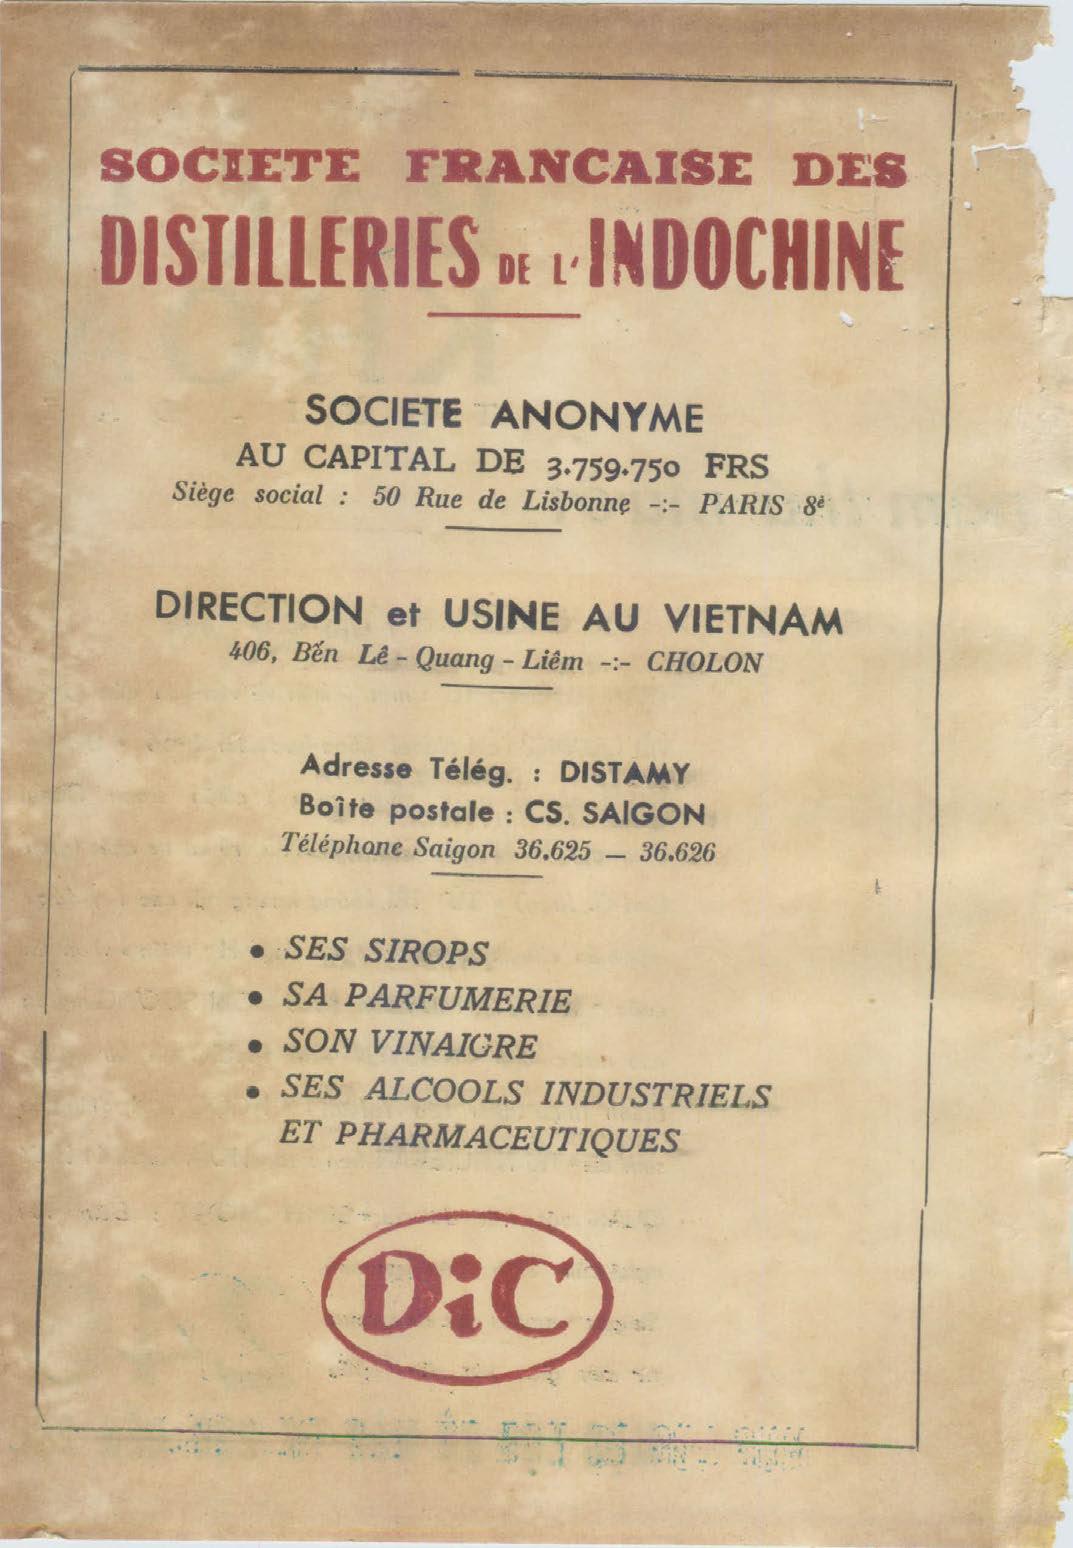 SOCIETE FRANCAISE DES
DISTILLERIES DE L'INDOCHINE
SOCIETE ANONYME
AU CAPITAL DE 3.759.750 FRS
Siège social : 50 Rue de Lisbonne -:- PARIS 8è
DIRECTION et USINE AU VIETNAM
406, Bến Lê - Quang - Liêm -:- CHOLON
Adresse Télég. : DISTAMY
Boîte postale : CS. SAIGON
Téléphone Saigon 36.625 — 36.626
• SES SIROPS
• SA PARFUMERIE
• SON VINAIGRE
• SES ALCOOLS INDUSTRIELS
ET PHARMACEUTIQUES
DiC